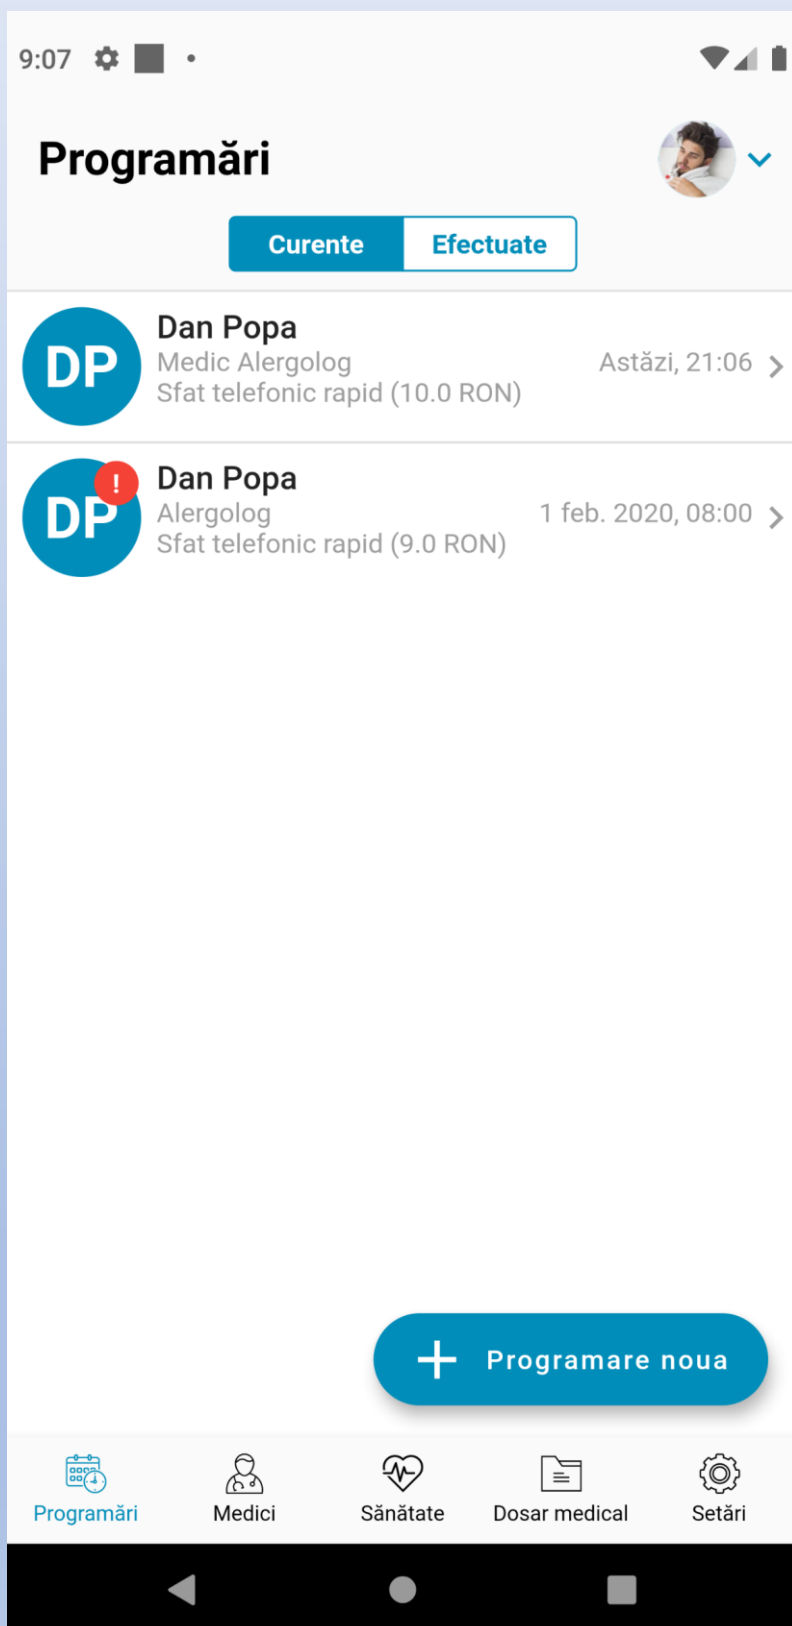 9:07
Programări
Curente Efectuate
DP
Dan Popa
Medic Alergolog
Sfat telefonic rapid (10.0 RON)
Astăzi, 21:06
DP
!
Dan Popa
Alergolog
Sfat telefonic rapid (9.0 RON)
1 feb. 2020, 08:00
Programare noua
Programări Medici Sănătate Dosar medical Setări